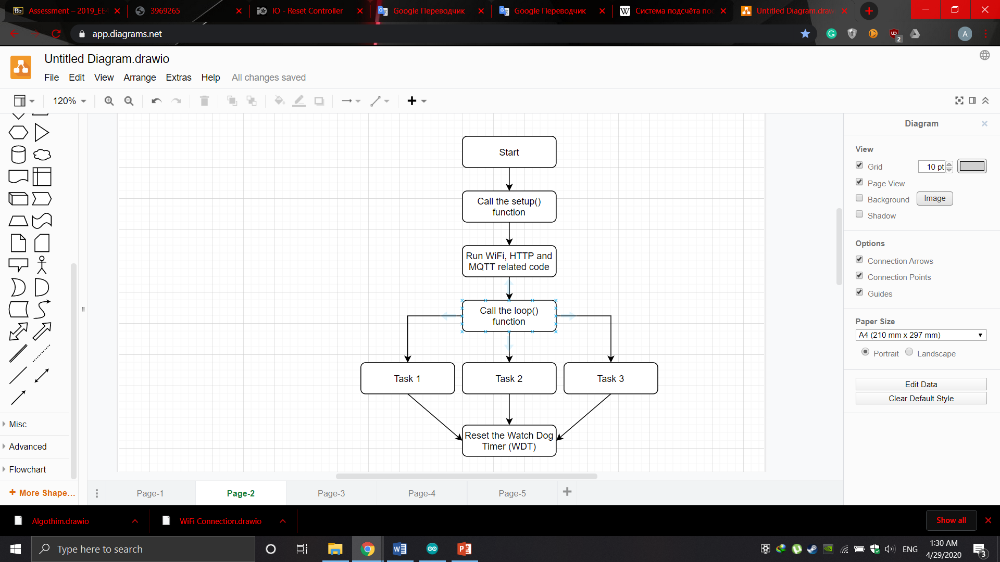 Assessment – 2019_EE4
3969265
IO - Reset Controller
Google Переводчик
Google Переводчик
Система подсчёта пос
Untitled Diagram.draw
app.diagrams.net
2
A
Untitled Diagram.drawio
File Edit View Arrange Extras Help All changes saved
120%
Diagram
View
Grid 10 pt
Page View
Background Image
Shadow
Options
Connection Arrows
Connection Points
Guides
Paper Size
A4 (210 mm x 297 mm)
Portrait Landscape
Edit Data
Clear Default Style
Start
Call the setup()
function
Run WiFi, HTTP and
MQTT related code
Call the loop()
function
Task 1 Task 2 Task 3
Reset the Watch Dog
Timer (WDT)
Misc
Advanced
Flowchart
+ More Shape...
Page-1 Page-2 Page-3 Page-4 Page-5
Algothim.drawio WiFi Connection.drawio Show all
Type here to search
ENG
1:30 AM
4/29/2020
3